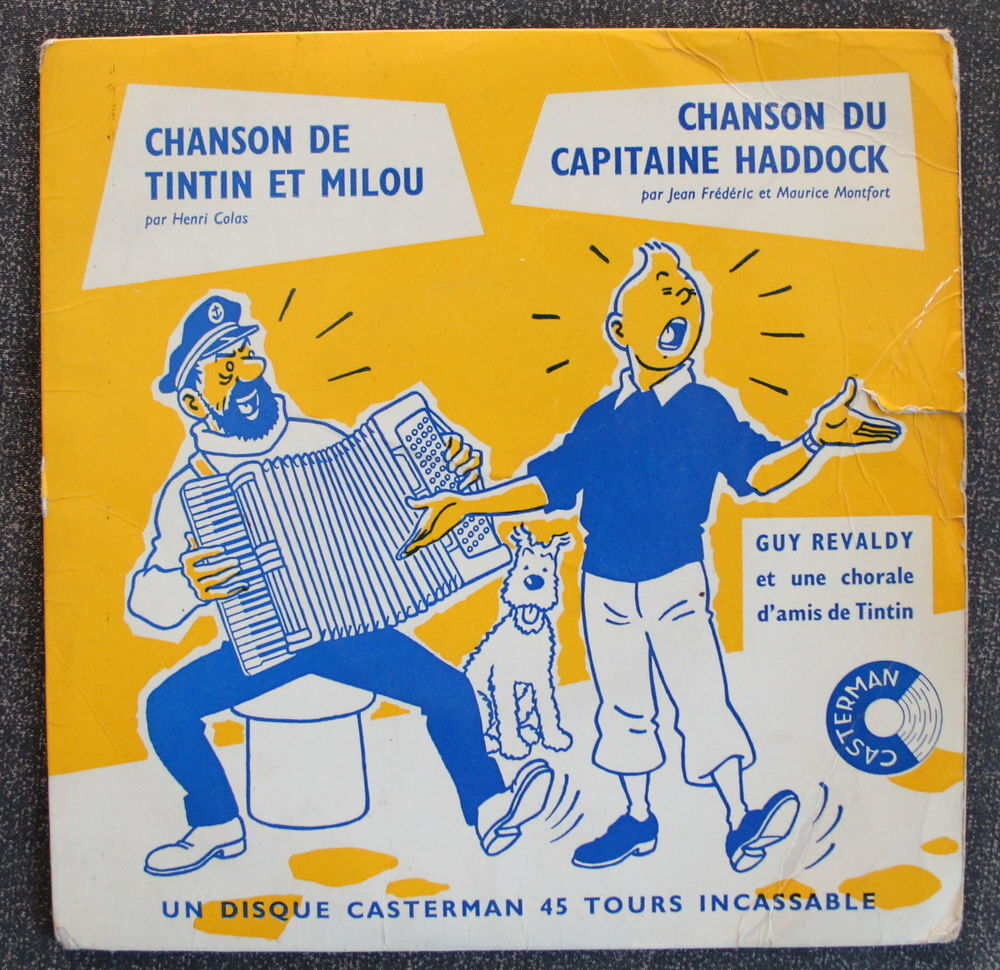 CHANSON DE
TINTIN ET MILOU
par Henri Colas
CHANSON DU
CAPITAINE HADDOCK
par Jean Frédéric et Maurice Montfort
GUY REVALDY
et une chorale
d'amis de Tintin
CASTERMAN
UN DISQUE CASTERMAN 45 TOURS INCASSABLE